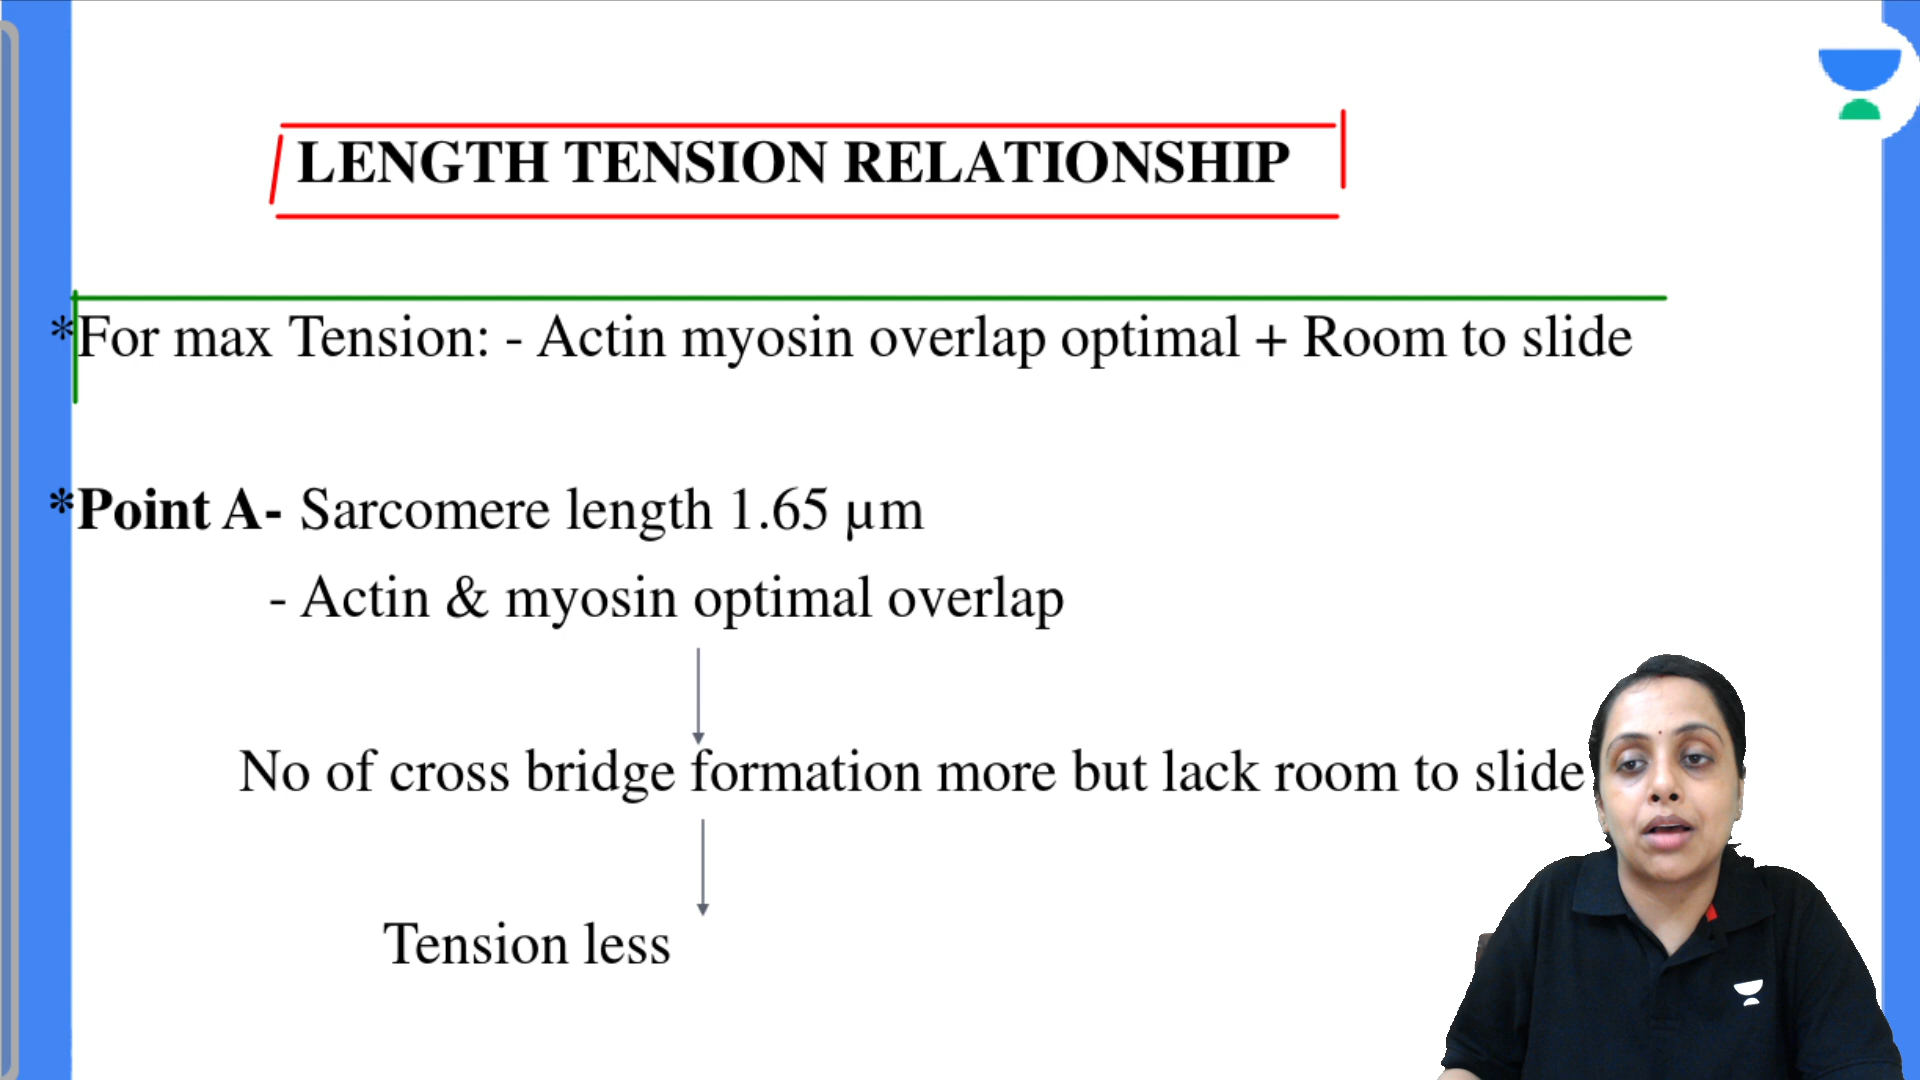 LENGTH TENSION RELATIONSHIP
*For max Tension: - Actin myosin overlap optimal + Room to slide
*Point A- Sarcomere length 1.65 µm
- Actin & myosin optimal overlap
No of cross bridge formation more but lack room to slide
Tension less